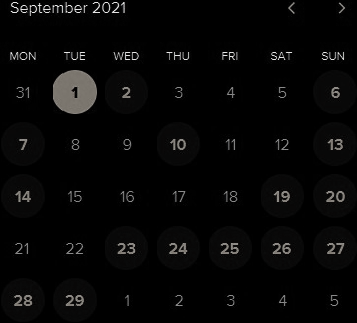 September 2021
MON TUE WED THU FRI SAT SUN
31 1 2 3 4 5 6
7 8 9 10 11 12 13
14 15 16 17 18 19 20
21 22 23 24 25 26 27
28 29 1 2 3 4 5